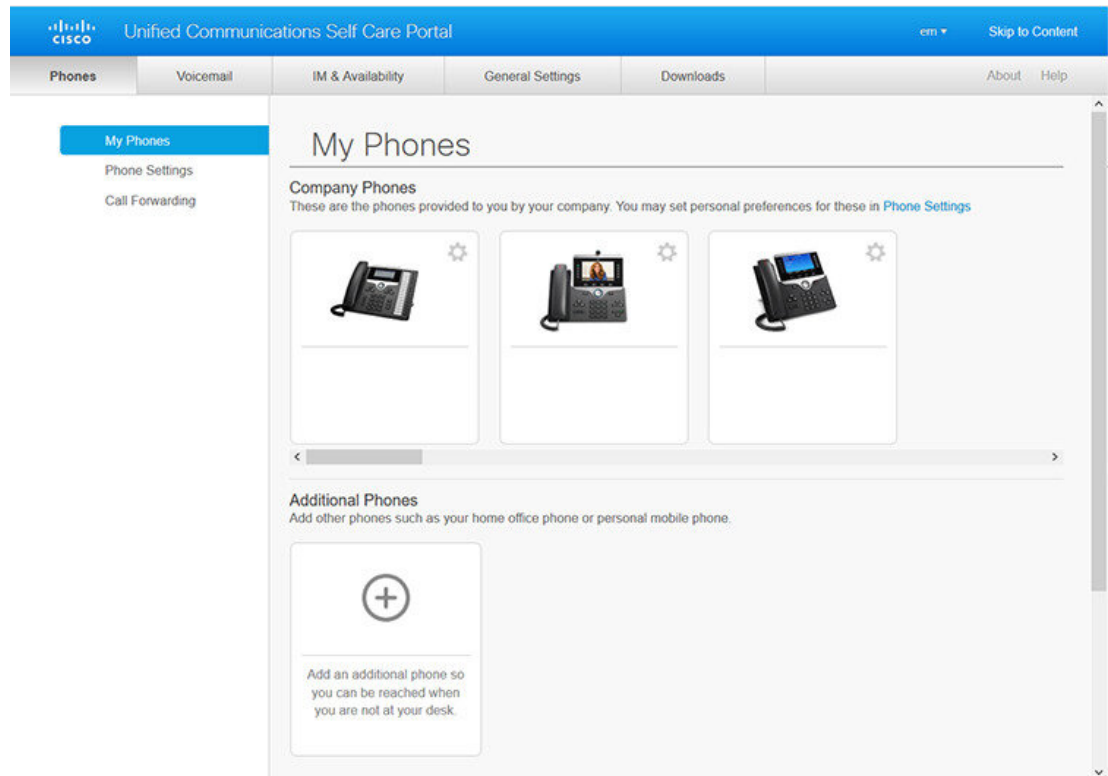 CISCO Unified Communications Self Care Portal em ▾ Skip to Content
Phones Voicemail IM & Availability General Settings Downloads About Help
My Phones
Phone Settings
Call Forwarding
My Phones
Company Phones
These are the phones provided to you by your company. You may set personal preferences for these in Phone Settings
Additional Phones
Add other phones such as your home office phone or personal mobile phone.
Add an additional phone so
you can be reached when
you are not at your desk.